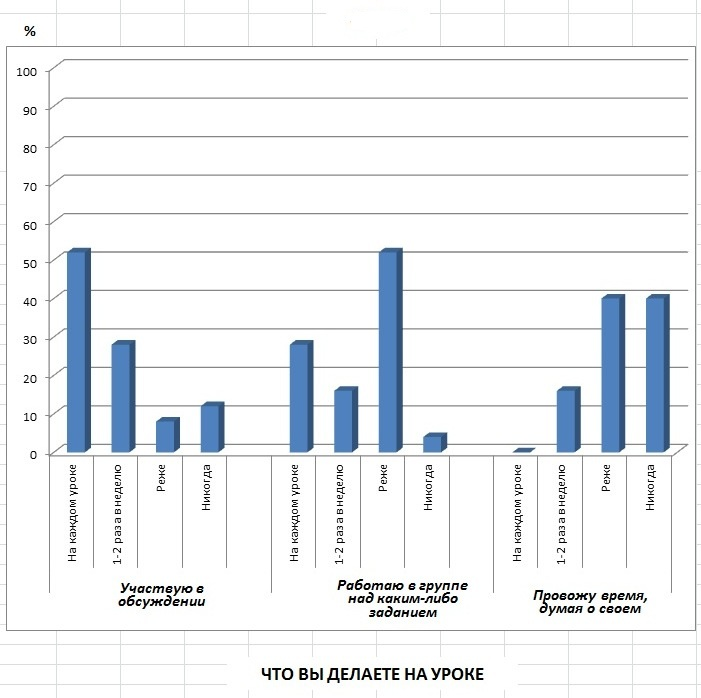 %
100
90
80
70
60
50
40
30
20
10
0
На каждом уроке
1-2 раза в неделю
Реже
Никогда
На каждом уроке
1-2 раза в неделю
Реже
Никогда
На каждом уроке
1-2 раза в неделю
Реже
Никогда
Участвую в
обсуждении
Работаю в группе
над каким-либо
заданием
Провожу время,
думая о своем
ЧТО ВЫ ДЕЛАЕТЕ НА УРОКЕ